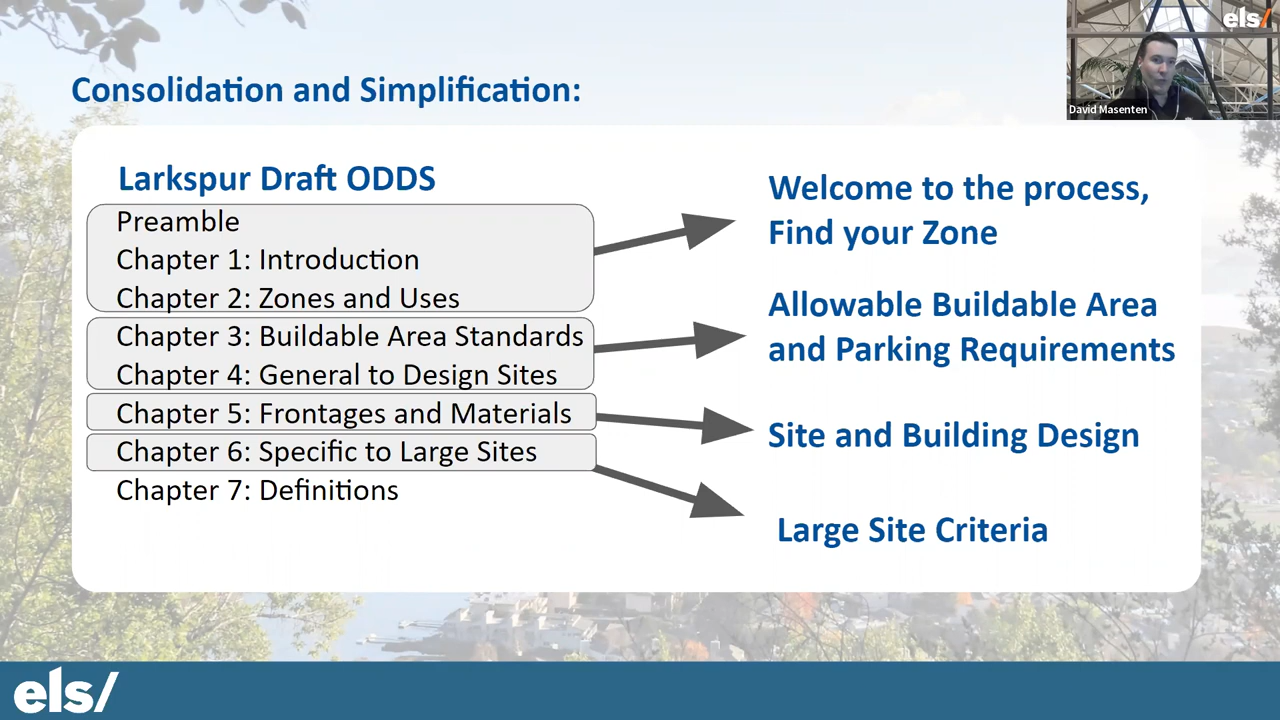 els/
David Masenten
Consolidation and Simplification:
Larkspur Draft ODDS
Preamble
Chapter 1: Introduction
Chapter 2: Zones and Uses
Chapter 3: Buildable Area Standards
Chapter 4: General to Design Sites
Chapter 5: Frontages and Materials
Chapter 6: Specific to Large Sites
Chapter 7: Definitions
Welcome to the process,
Find your Zone
Allowable Buildable Area
and Parking Requirements
Site and Building Design
Large Site Criteria
els/